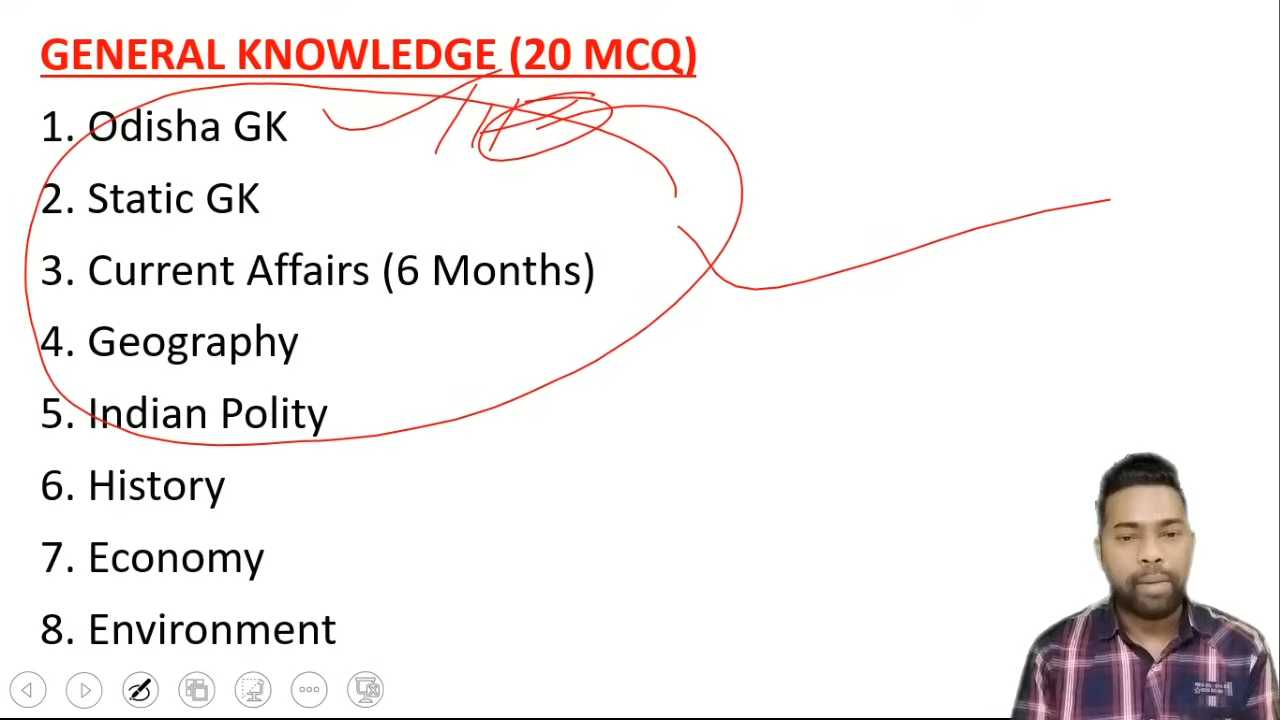 GENERAL KNOWLEDGE (20 MCQ)
1. Odisha GK
2. Static GK
3. Current Affairs (6 Months)
4. Geography
5. Indian Polity
6. History
7. Economy
8. Environment